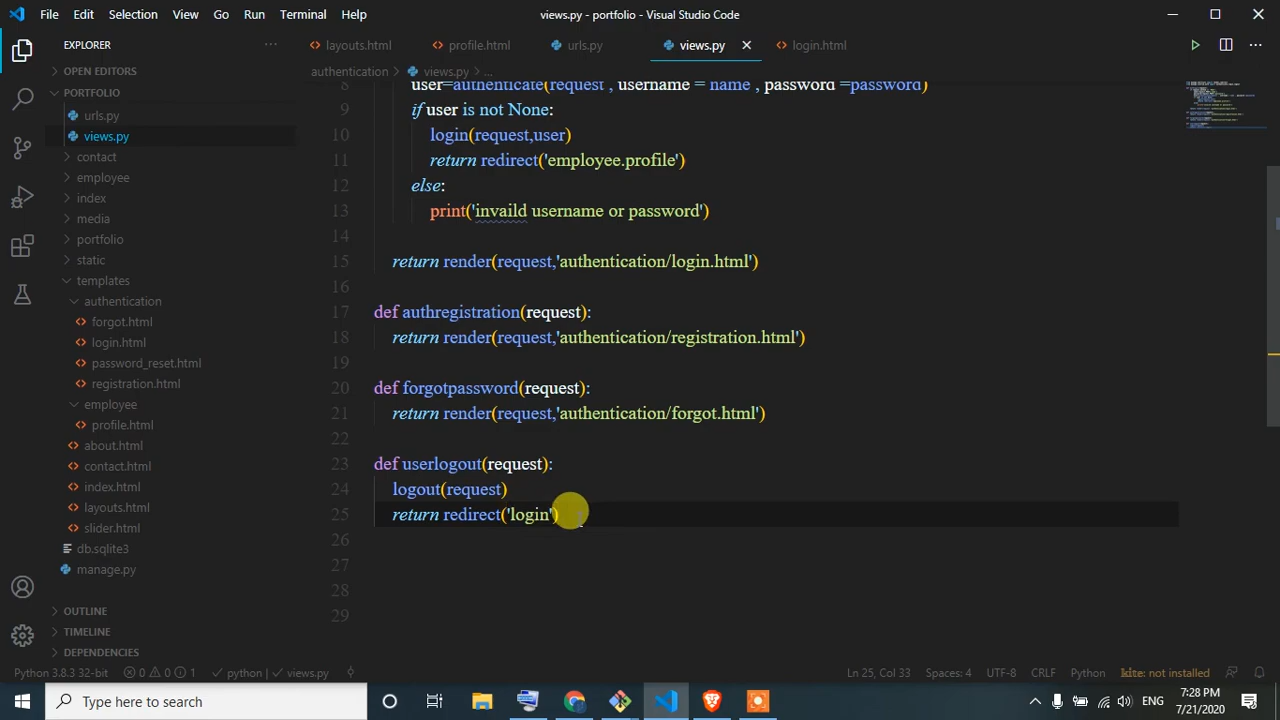 File Edit Selection View Go Run Terminal Help views.py - portfolio - Visual Studio Code
EXPLORER ... layouts.html profile.html urls.py views.py login.html
OPEN EDITORS
PORTFOLIO
urls.py
views.py
contact
employee
index
media
portfolio
static
templates
authentication
forgot.html
login.html
password_reset.html
registration.html
employee
profile.html
about.html
contact.html
index.html
layouts.html
slider.html
db.sqlite3
manage.py
OUTLINE
TIMELINE
DEPENDENCIES
authentication > views.py > ...
8 user=authenticate(request , username = name , password =password)
9 if user is not None:
10 login(request,user)
11 return redirect('employee.profile')
12 else:
13 print('invaild username or password')
14
15 return render(request,'authentication/login.html')
16
17 def authregistration(request):
18 return render(request,'authentication/registration.html')
19
20 def forgotpassword(request):
21 return render(request,'authentication/forgot.html')
22
23 def userlogout(request):
24 logout(request)
25 return redirect('login')
26
27
28
29
Python 3.8.3 32-bit 0 0 1 python | views.py Ln 25, Col 33 Spaces: 4 UTF-8 CRLF Python
Type here to search ENG 7:28 PM
7/21/2020